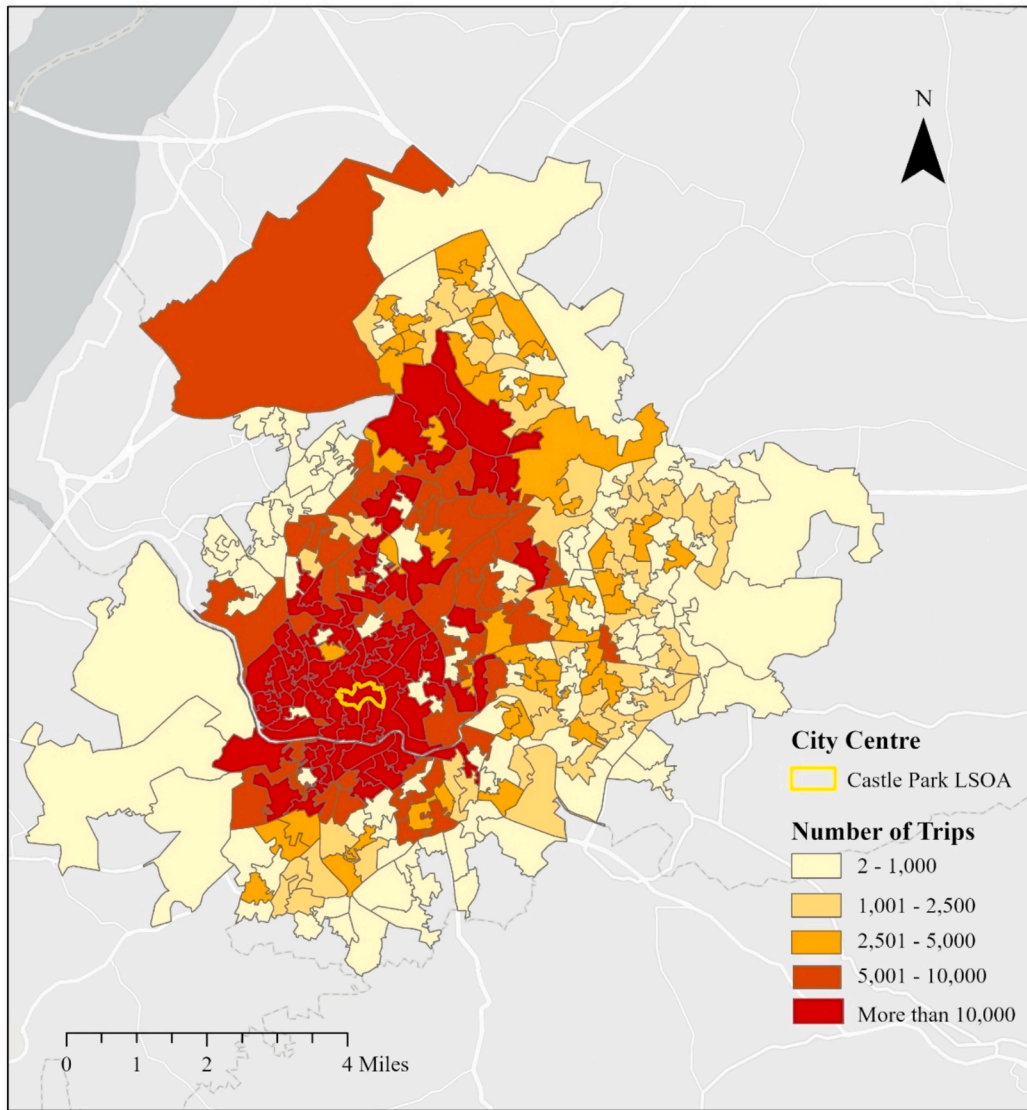 N
City Centre
Castle Park LSOA
Number of Trips
2 - 1,000
1,001 - 2,500
2,501 - 5,000
5,001 - 10,000
More than 10,000
0 1 2 4 Miles